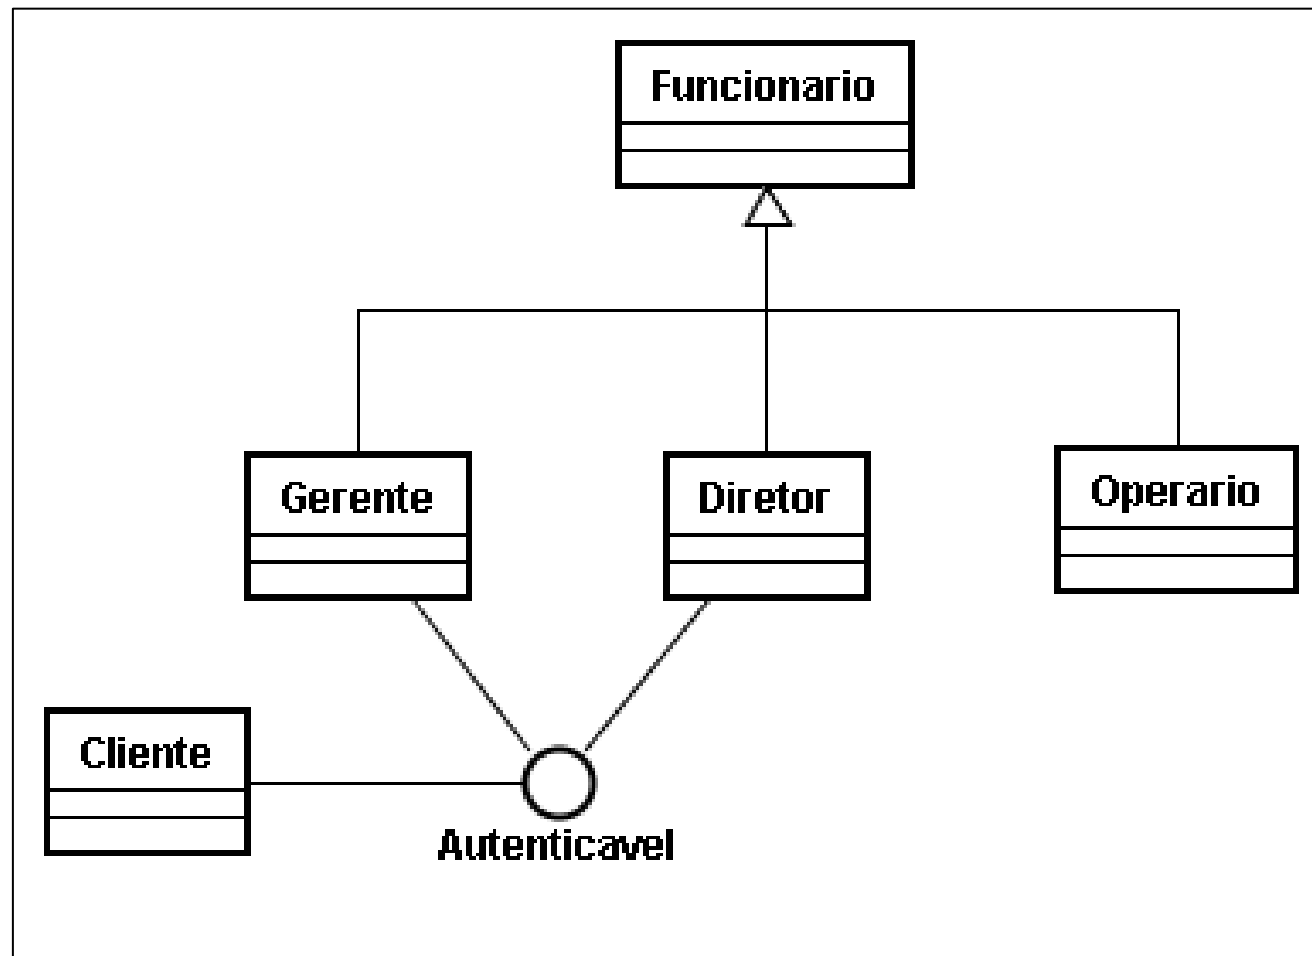 Funcionario
Gerente
Diretor
Operario
Cliente
Autenticavel